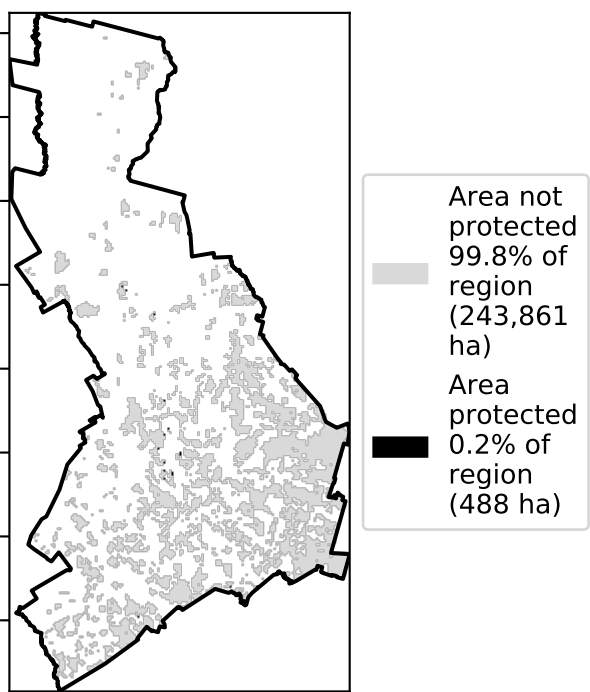 Area not
protected
99.8% of
region
(243,861
ha)
Area
protected
0.2% of
region
(488 ha)